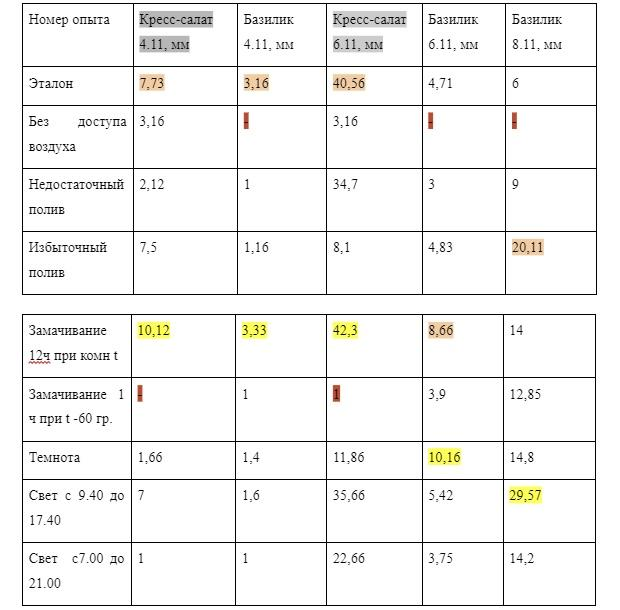 Номер опыта Кресс-салат 4.11, мм Базилик 4.11, мм Кресс-салат 6.11, мм Базилик 6.11, мм Базилик 8.11, мм
Эталон 7,73 3,16 40,56 4,71 6
Без доступа воздуха 3,16 - 3,16 - -
Недостаточный полив 2,12 1 34,7 3 9
Избыточный полив 7,5 1,16 8,1 4,83 20,11
Замачивание 12ч при комн t 10,12 3,33 42,3 8,66 14
Замачивание 1 ч при t -60 гр. - 1 1 3,9 12,85
Темнота 1,66 1,4 11,86 10,16 14,8
Свет с 9.40 до 17.40 7 1,6 35,66 5,42 29,57
Свет с7.00 до 21.00 1 1 22,66 3,75 14,2